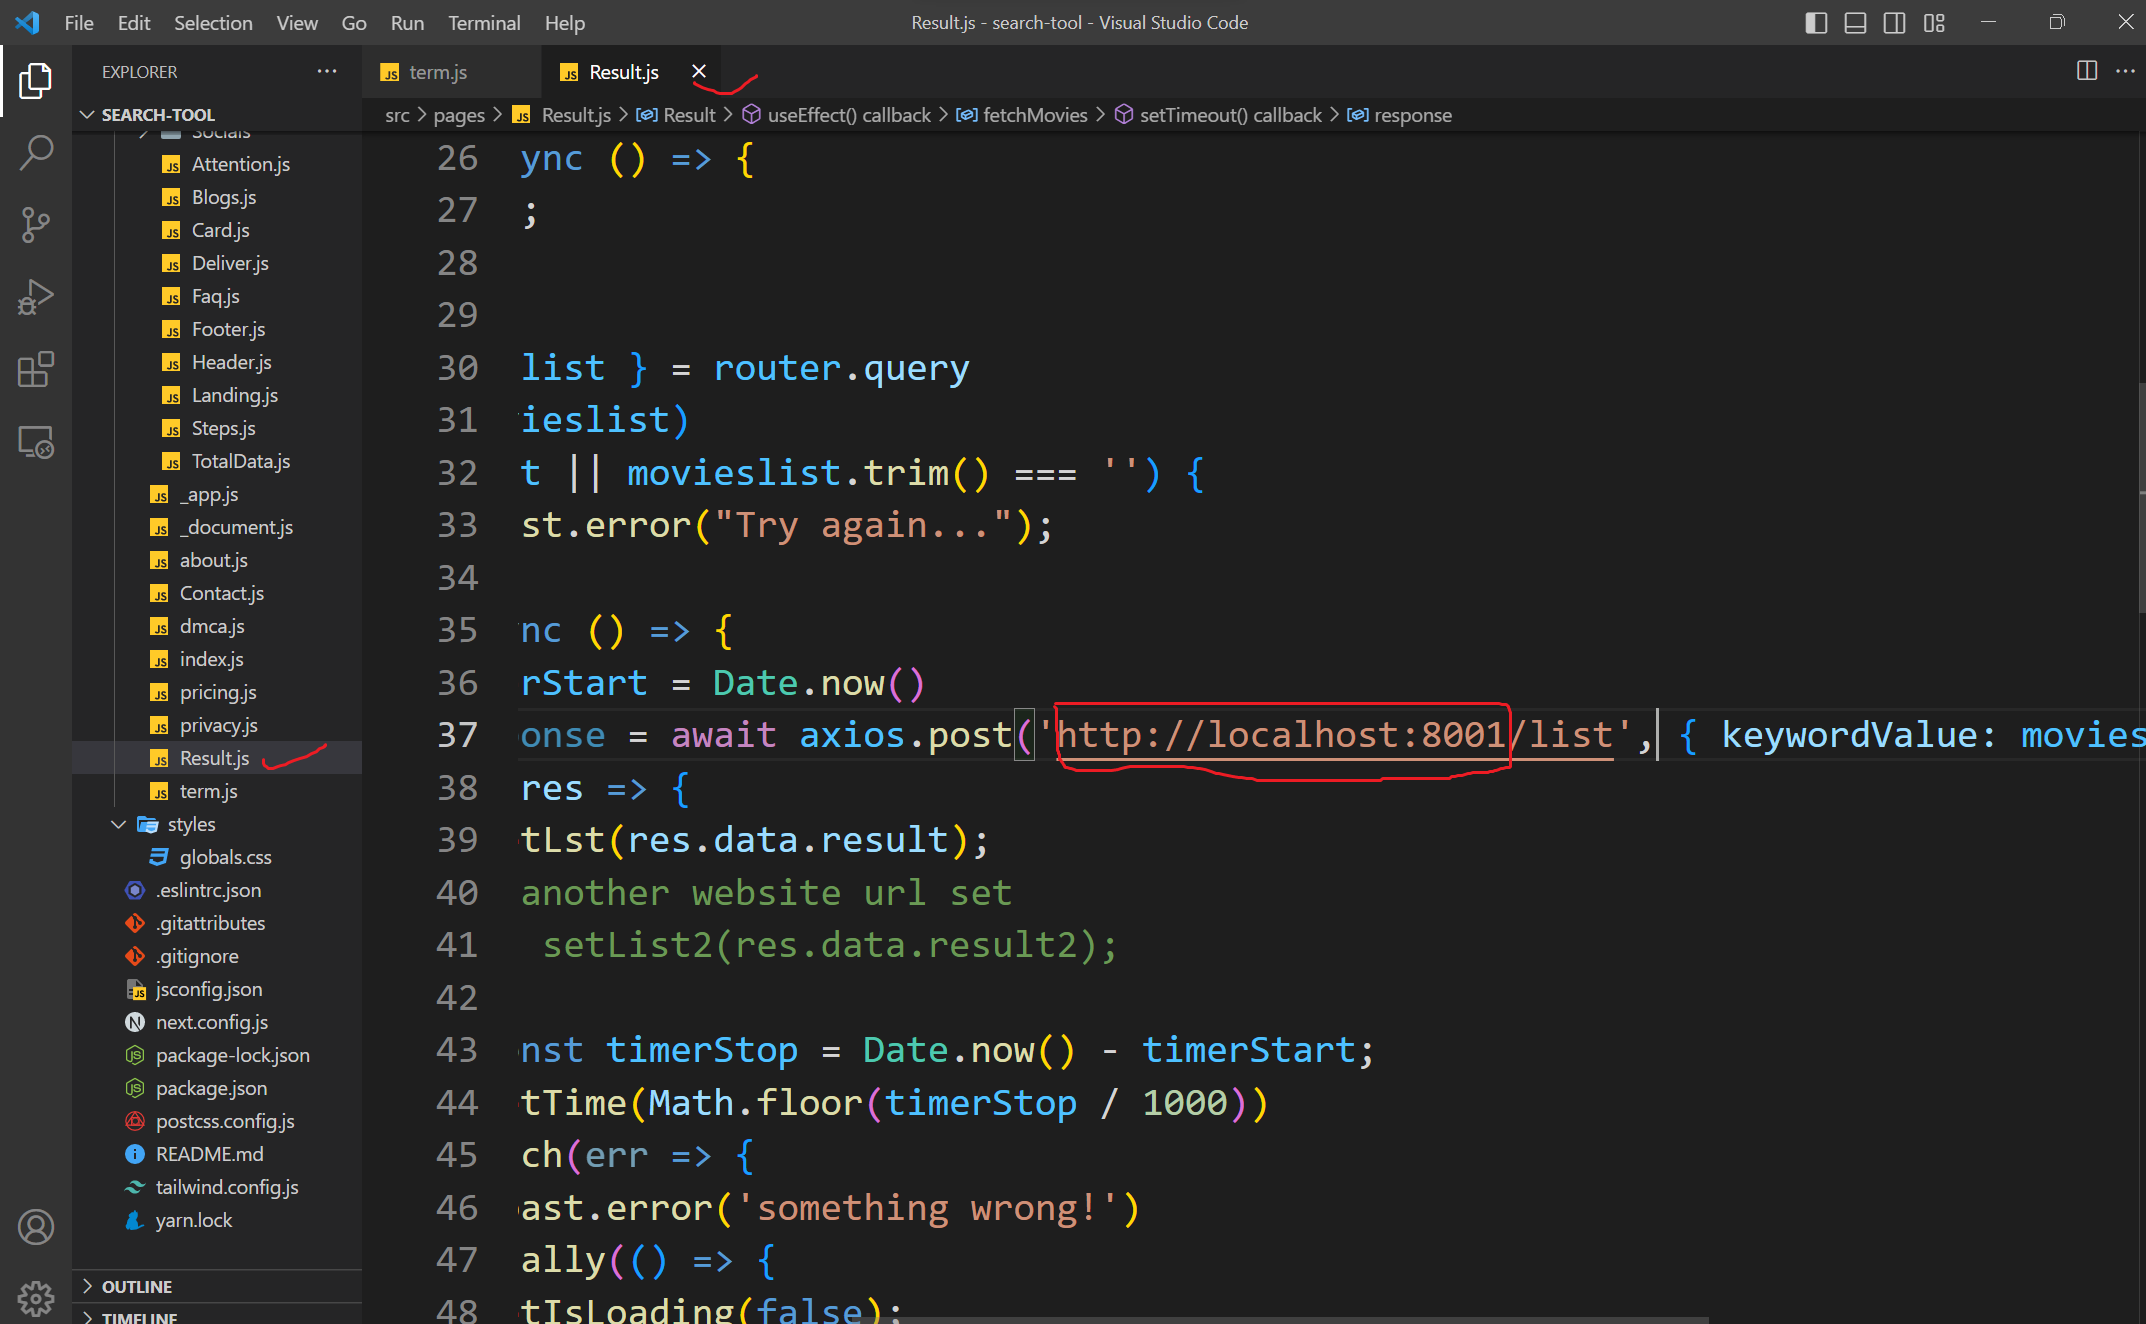 File Edit Selection View Go Run Terminal Help
Result.js - search-tool - Visual Studio Code
EXPLORER
SEARCH-TOOL
Socials
Attention.js
Blogs.js
Card.js
Deliver.js
Faq.js
Footer.js
Header.js
Landing.js
Steps.js
TotalData.js
_app.js
_document.js
about.js
Contact.js
dmca.js
index.js
pricing.js
privacy.js
Result.js
term.js
styles
globals.css
.eslintrc.json
.gitattributes
.gitignore
jsconfig.json
next.config.js
package-lock.json
package.json
postcss.config.js
README.md
tailwind.config.js
yarn.lock
OUTLINE
TIMELINE
term.js
Result.js
src > pages > Result.js > Result > useEffect() callback > fetchMovies > setTimeout() callback > response
26 ync () => {
27 ;
28
29
30 list } = router.query
31 ieslist)
32 t || movieslist.trim() === '') {
33 st.error("Try again...");
34
35 nc () => {
36 rStart = Date.now()
37 onse = await axios.post('http://localhost:8001/list', { keywordValue: movies
38 res => {
39 tLst(res.data.result);
40 another website url set
41 setList2(res.data.result2);
42
43 nst timerStop = Date.now() - timerStart;
44 tTime(Math.floor(timerStop / 1000))
45 ch(err => {
46 ast.error('something wrong!')
47 ally(() => {
48 tIsLoading(false);